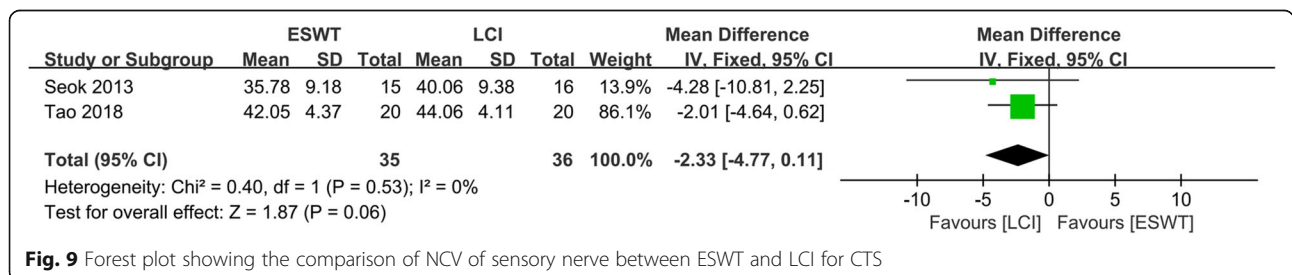 ESWT LCI Mean Difference Mean Difference
Study or Subgroup Mean SD Total Mean SD Total Weight IV, Fixed, 95% CI IV, Fixed, 95% CI
Seok 2013 35.78 9.18 15 40.06 9.38 16 13.9% -4.28 [-10.81, 2.25]
Tao 2018 42.05 4.37 20 44.06 4.11 20 86.1% -2.01 [-4.64, 0.62]
Total (95% CI) 35 36 100.0% -2.33 [-4.77, 0.11]
Heterogeneity: Chi² = 0.40, df = 1 (P = 0.53); I² = 0%
Test for overall effect: Z = 1.87 (P = 0.06)
-10 -5 0 5 10
Favours [LCI] Favours [ESWT]
Fig. 9 Forest plot showing the comparison of NCV of sensory nerve between ESWT and LCI for CTS